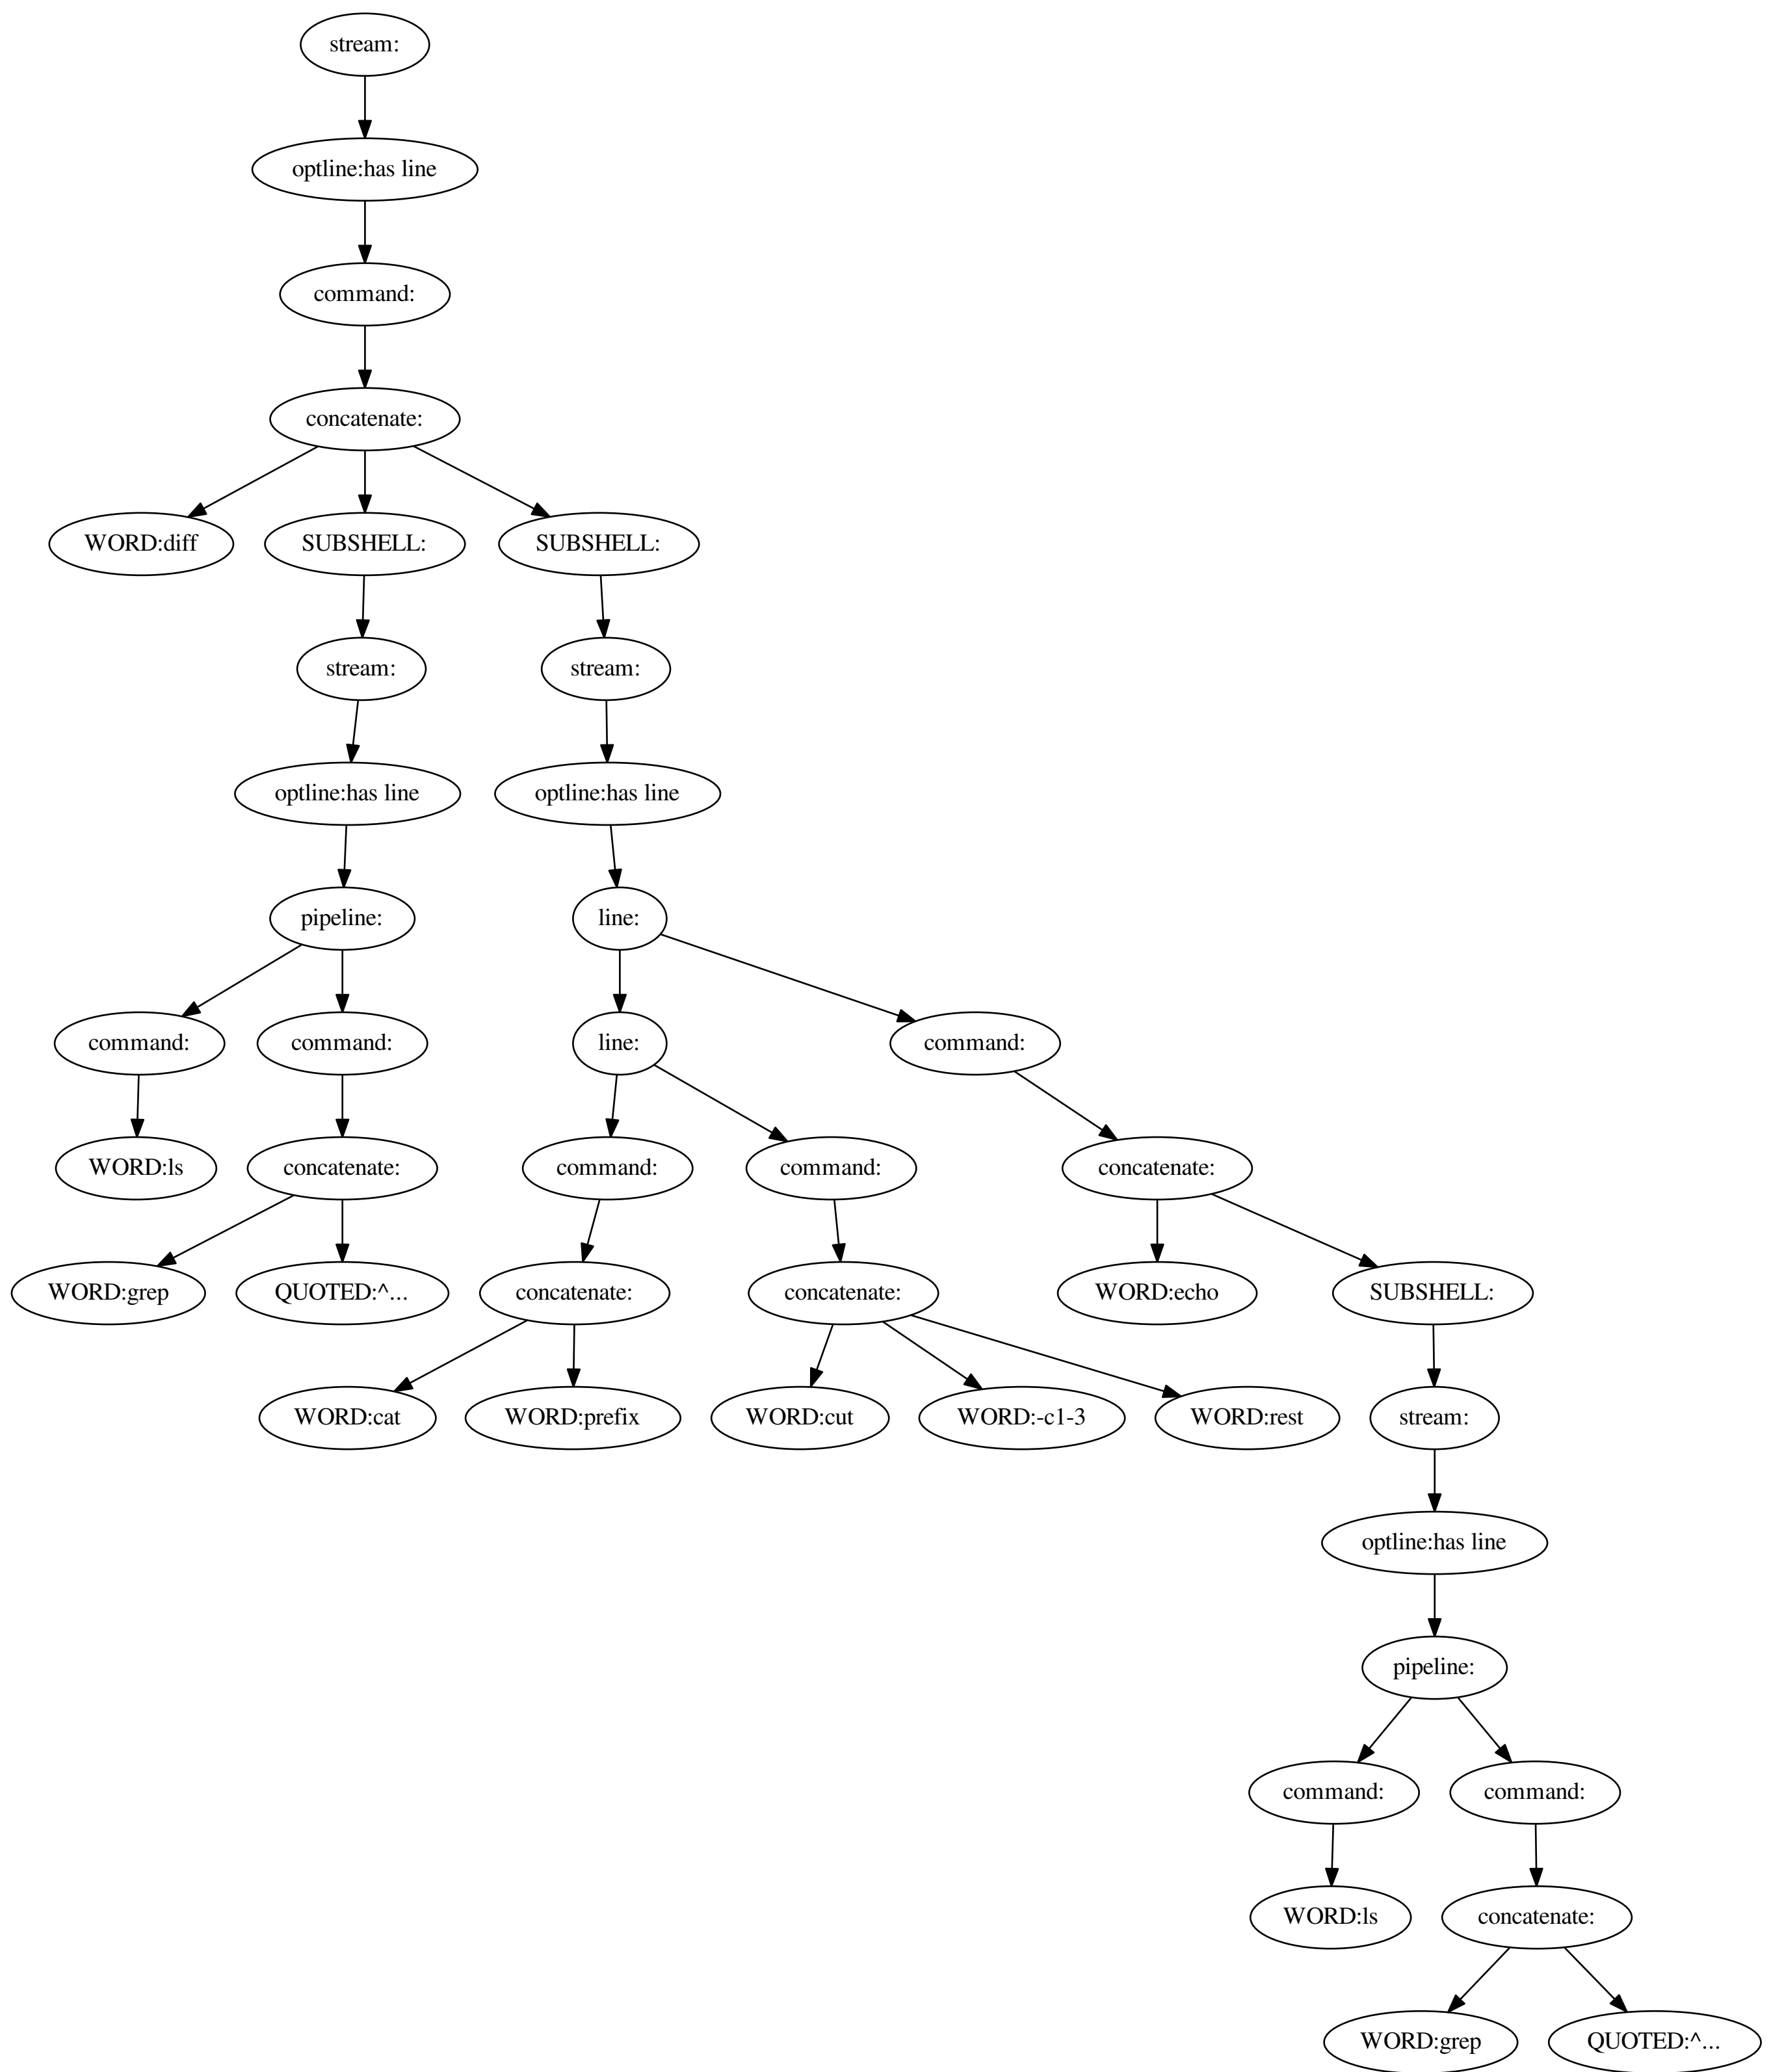 stream:
optline:has line
command:
concatenate:
WORD:diff
SUBSHELL:
SUBSHELL:
stream:
stream:
optline:has line
optline:has line
pipeline:
line:
command:
command:
line:
command:
WORD:ls
concatenate:
command:
command:
concatenate:
WORD:grep
QUOTED:^...
concatenate:
concatenate:
WORD:echo
SUBSHELL:
WORD:cat
WORD:prefix
WORD:cut
WORD:-c1-3
WORD:rest
stream:
optline:has line
pipeline:
command:
command:
WORD:ls
concatenate:
WORD:grep
QUOTED:^...